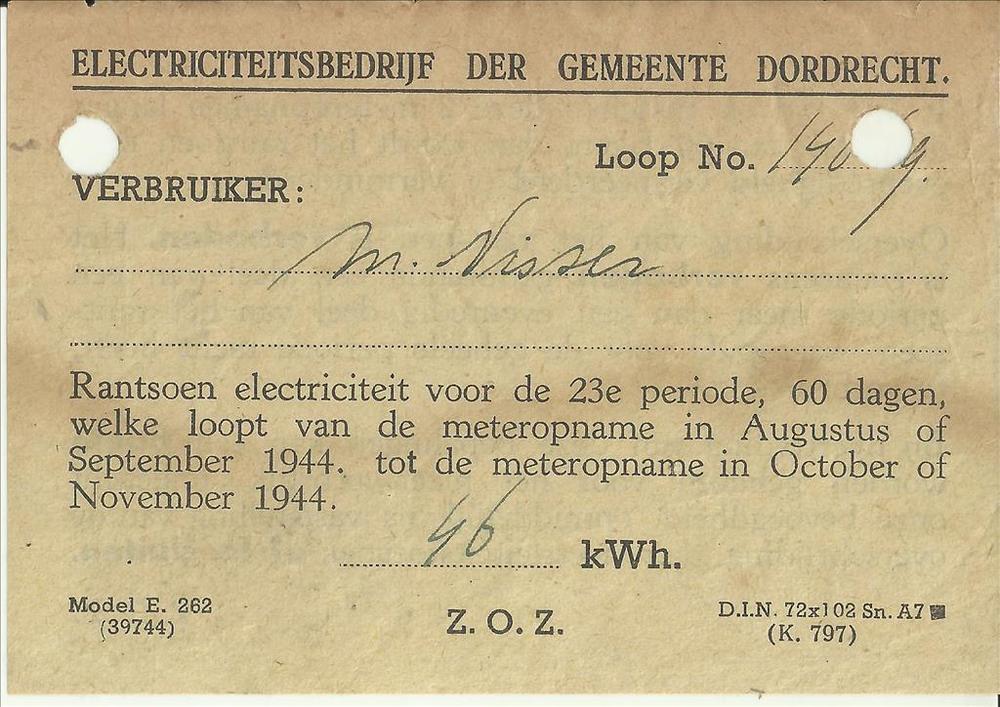 ELECTRICITEITSBEDRIJF DER GEMEENTE DORDRECHT.
Loop No.
VERBRUIKER:
M. Visser
Rantsoen electriciteit voor de 23e periode, 60 dagen,
welke loopt van de meteropname in Augustus of
September 1944. tot de meteropname in October of
November 1944.
46 kWh.
Model E. 262
(39744)
Z. O. Z.
D.I.N. 72x102 Sn. A7
(K. 797)